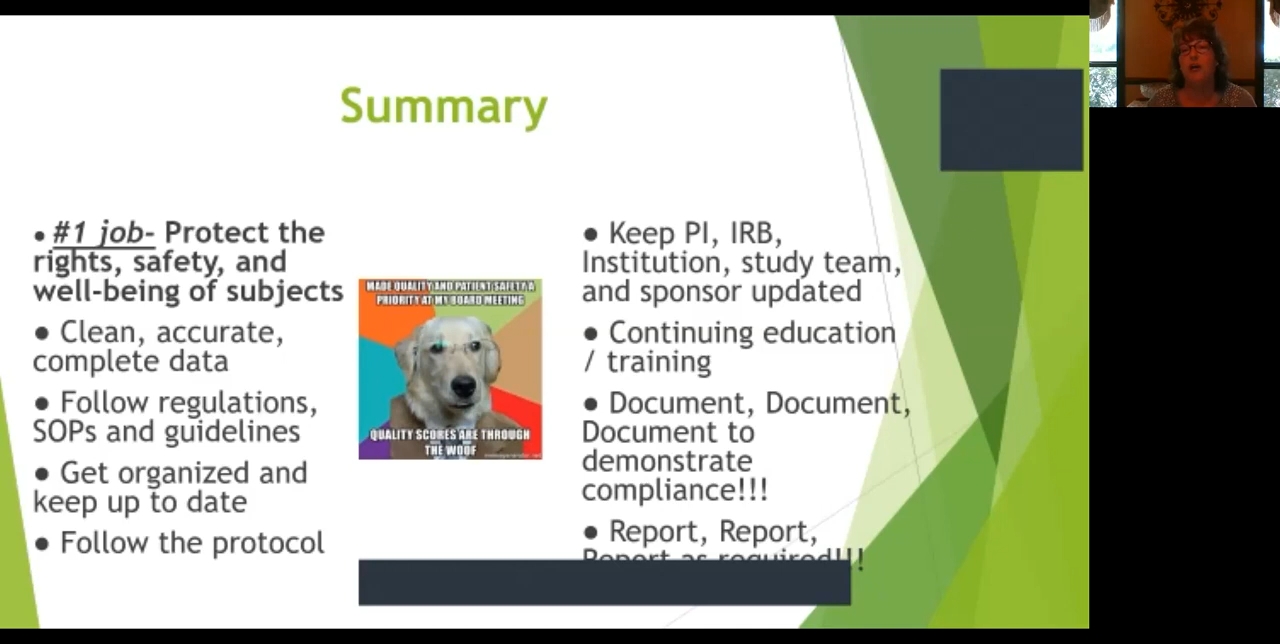 Summary
● #1 job- Protect the
rights, safety, and
well-being of subjects
● Clean, accurate,
complete data
● Follow regulations,
SOPs and guidelines
● Get organized and
keep up to date
● Follow the protocol
MADE QUALITY AND PATIENT SAFETY A
PRIORITY AT MY BOARD MEETING
QUALITY SCORES ARE THROUGH
THE WOOF
● Keep PI, IRB,
Institution, study team,
and sponsor updated
● Continuing education
/ training
● Document, Document,
Document to
demonstrate
compliance!!!
● Report, Report,
Report as required!!!